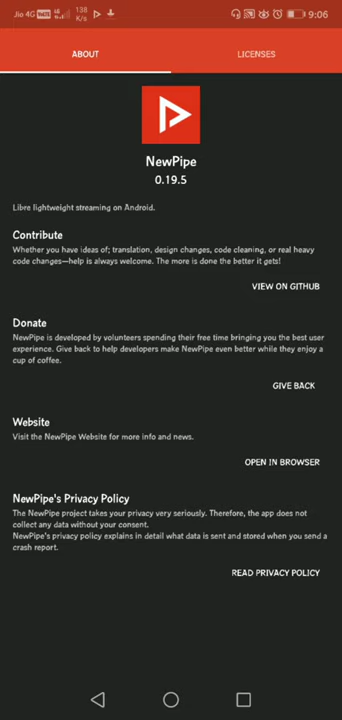 Jio 4G VoLTE 138 K/s 9:06
ABOUT LICENSES
NewPipe
0.19.5
Libre lightweight streaming on Android.
Contribute
Whether you have ideas of; translation, design changes, code cleaning, or real heavy
code changes—help is always welcome. The more is done the better it gets!
VIEW ON GITHUB
Donate
NewPipe is developed by volunteers spending their free time bringing you the best user
experience. Give back to help developers make NewPipe even better while they enjoy a
cup of coffee.
GIVE BACK
Website
Visit the NewPipe Website for more info and news.
OPEN IN BROWSER
NewPipe's Privacy Policy
The NewPipe project takes your privacy very seriously. Therefore, the app does not
collect any data without your consent.
NewPipe's privacy policy explains in detail what data is sent and stored when you send a
crash report.
READ PRIVACY POLICY